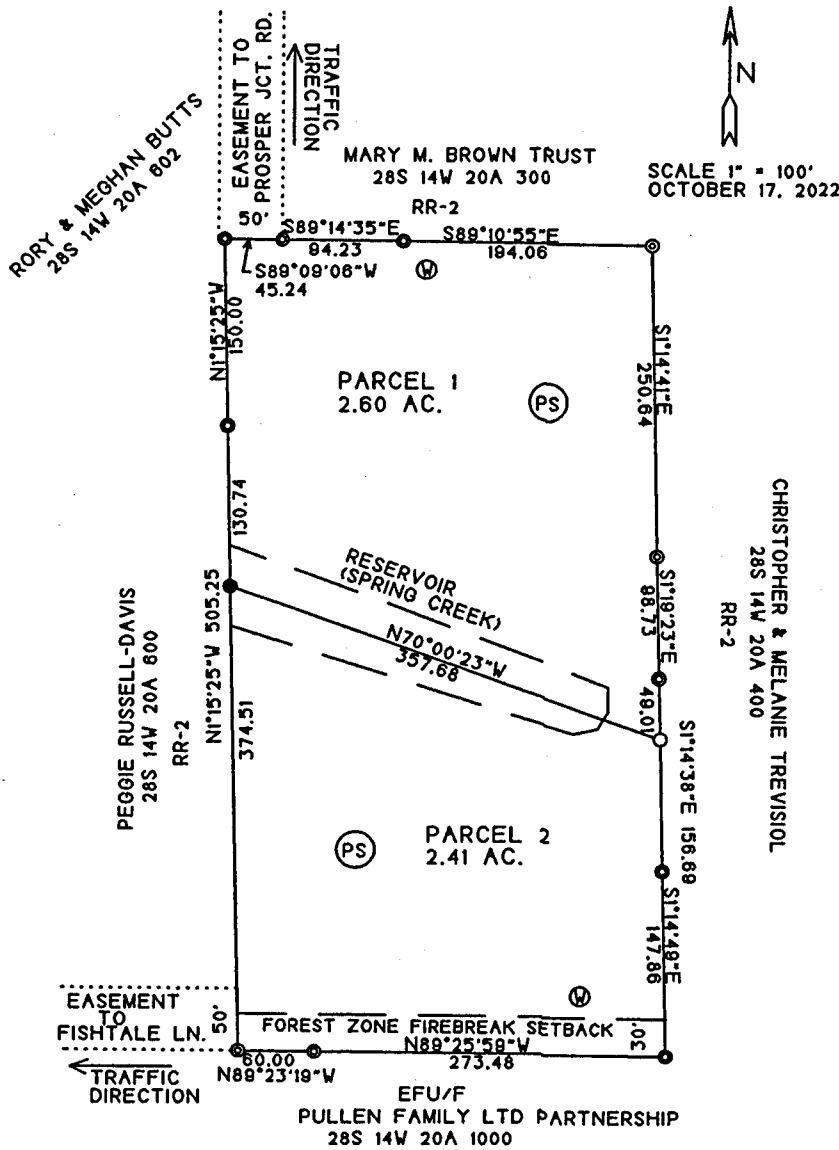 EASEMENT TO
PROSPER JCT. RD.
TRAFFIC
DIRECTION
N
SCALE 1" = 100'
OCTOBER 17, 2022
RORY & MEGHAN BUTTS
28S 14W 20A 602
MARY M. BROWN TRUST
28S 14W 20A 300
RR-2
50'
S89°14'35"E
94.23
S89°10'55"E
194.06
S89°09'06"W
45.24
W
N1°15'25"W
150.00
PARCEL 1
2.60 AC.
PS
S1°14'41"E
250.64
130.74
RESERVOIR
(SPRING CREEK)
N70°00'23"W
357.68
S1°19'23"E
98.73
49.01
CHRISTOPHER & MELANIE TREVISIOL
28S 14W 20A 400
RR-2
PEGGIE RUSSELL-DAVIS
28S 14W 20A 800
RR-2
N1°15'25"W 505.25
374.51
S1°14'38"E 156.69
PARCEL 2
2.41 AC.
PS
S1°14'49"E
147.86
W
EASEMENT
TO
FISHTALE LN.
50'
FOREST ZONE FIREBREAK SETBACK
30'
N89°25'59"W
273.48
60.00
N89°23'19"W
TRAFFIC
DIRECTION
EFU/F
PULLEN FAMILY LTD PARTNERSHIP
28S 14W 20A 1000